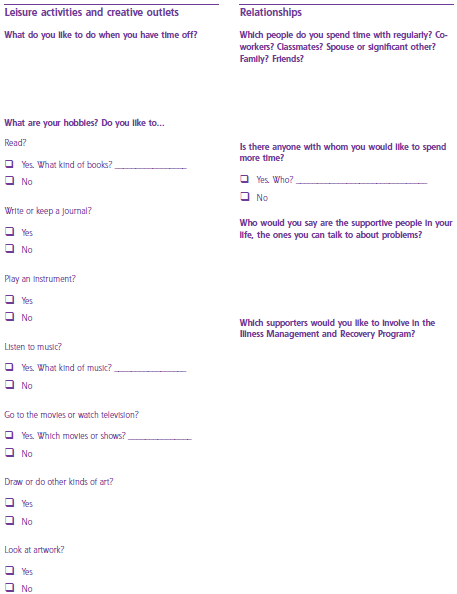 Leisure activities and creative outlets
What do you like to do when you have time off?
What are your hobbies? Do you like to...
Read?
❏ Yes. What kind of books? ________________
❏ No
Write or keep a journal?
❏ Yes
❏ No
Play an instrument?
❏ Yes
❏ No
Listen to music?
❏ Yes. What kind of music? ________________
❏ No
Go to the movies or watch television?
❏ Yes. Which movies or shows? ______________
❏ No
Draw or do other kinds of art?
❏ Yes
❏ No
Look at artwork?
❏ Yes
❏ No
Relationships
Which people do you spend time with regularly? Co-
workers? Classmates? Spouse or significant other?
Family? Friends?
Is there anyone with whom you would like to spend
more time?
❏ Yes. Who? _____________________________
❏ No
Who would you say are the supportive people in your
life, the ones you can talk to about problems?
Which supporters would you like to involve in the
Illness Management and Recovery Program?